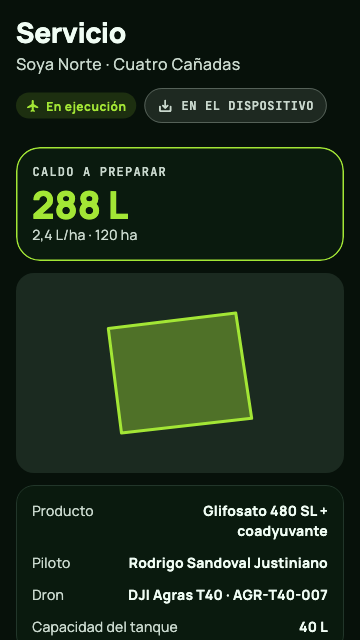 Servicio
Soya Norte · Cuatro Cañadas
En ejecución
EN EL DISPOSITIVO
CALDO A PREPARAR
288 L
2,4 L/ha · 120 ha
Producto Glifosato 480 SL +
coadyuvante
Piloto Rodrigo Sandoval Justiniano
Dron DJI Agras T40 · AGR-T40-007
Capacidad del tanque 40 L